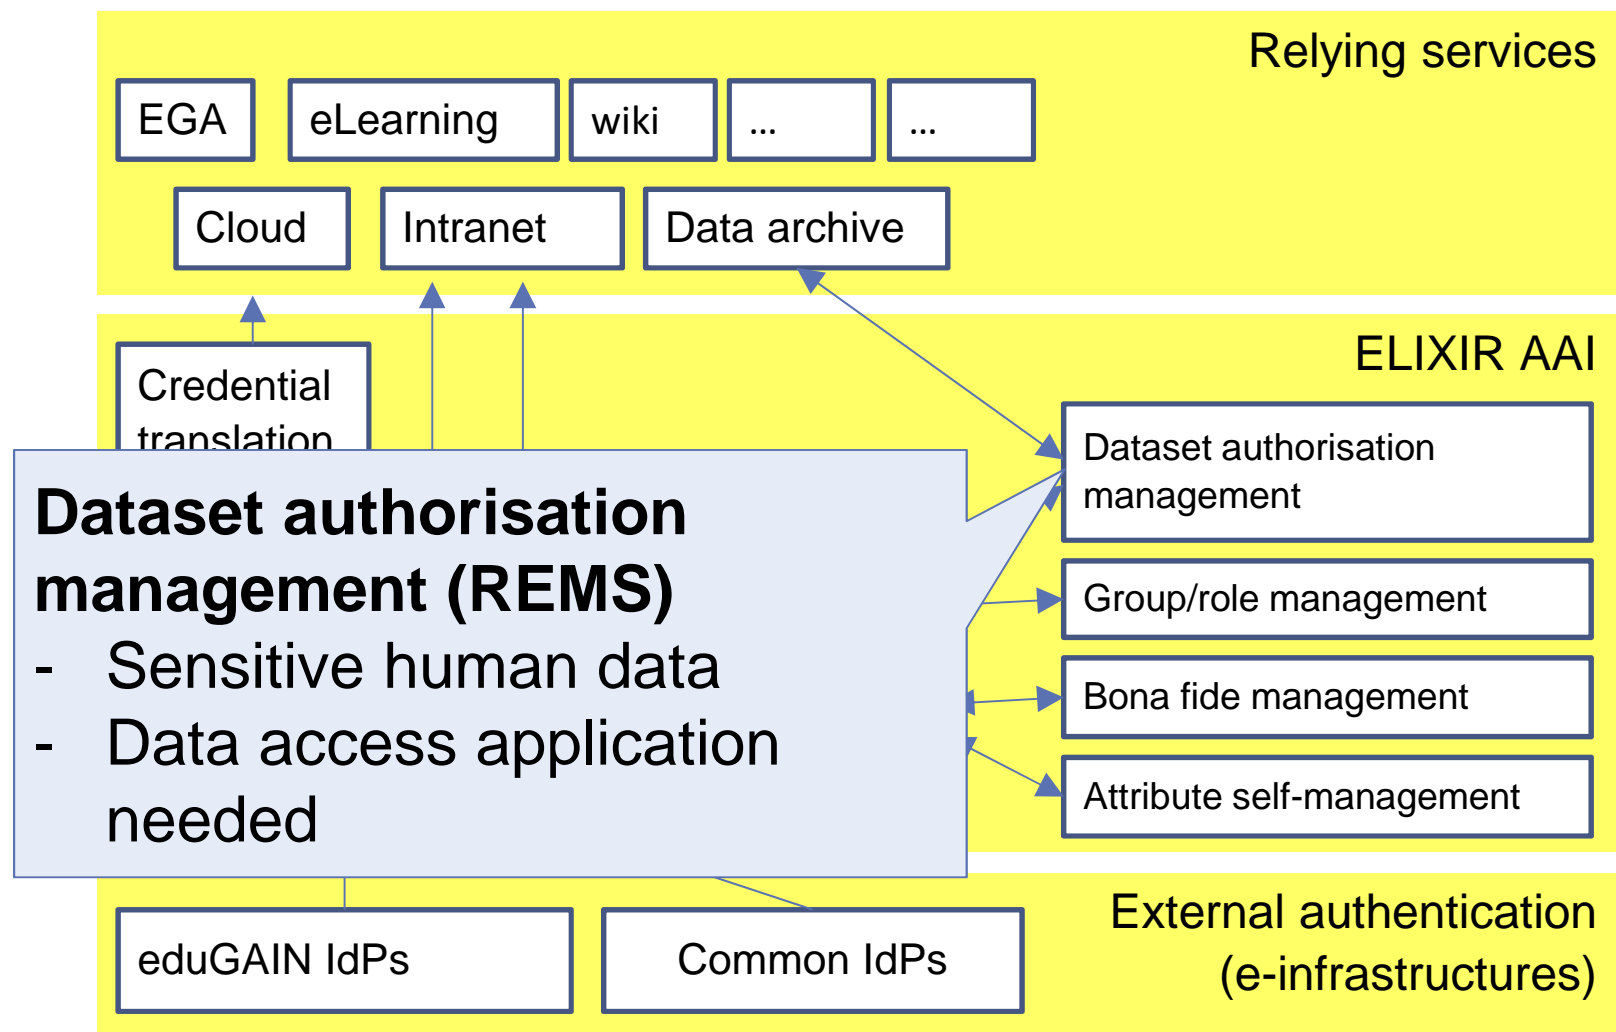 Relying services
EGA
eLearning
wiki
...
...
Cloud
Intranet
Data archive
ELIXIR AAI
Credential
translation
Dataset authorisation
management
Group/role management
Bona fide management
Attribute self-management
Dataset authorisation
management (REMS)
- Sensitive human data
- Data access application
needed
External authentication
(e-infrastructures)
eduGAIN IdPs
Common IdPs